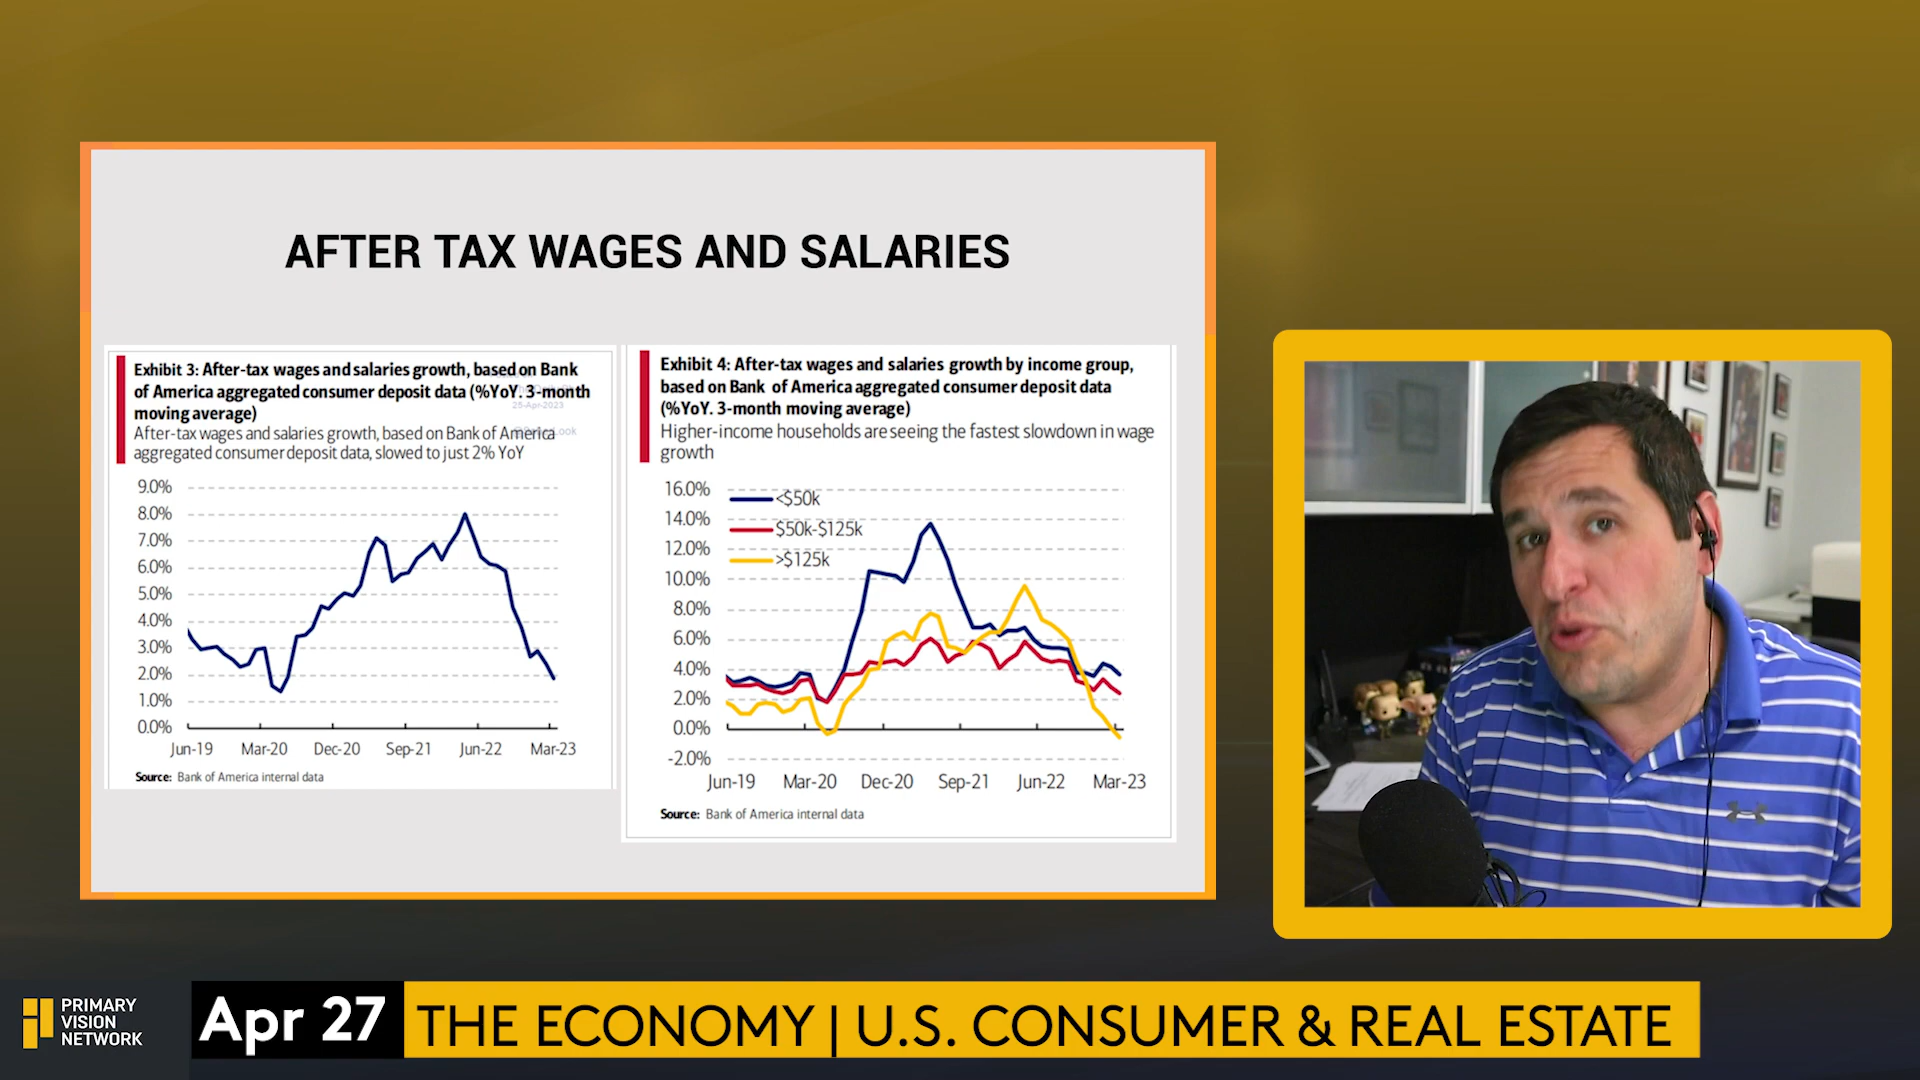 AFTER TAX WAGES AND SALARIES
Exhibit 3: After-tax wages and salaries growth, based on Bank
of America aggregated consumer deposit data (%YoY. 3-month
moving average)
25-Apr-2023
After-tax wages and salaries growth, based on Bank of America
aggregated consumer deposit data, slowed to just 2% YoY
9.0%
8.0%
7.0%
6.0%
5.0%
4.0%
3.0%
2.0%
1.0%
0.0%
Jun-19 Mar-20 Dec-20 Sep-21 Jun-22 Mar-23
Source: Bank of America internal data
Exhibit 4: After-tax wages and salaries growth by income group,
based on Bank of America aggregated consumer deposit data
(%YoY. 3-month moving average)
Higher-income households are seeing the fastest slowdown in wage
growth
16.0%
14.0%
12.0%
10.0%
8.0%
6.0%
4.0%
2.0%
0.0%
-2.0%
<$50k
$50k-$125k
>$125k
Jun-19 Mar-20 Dec-20 Sep-21 Jun-22 Mar-23
Source: Bank of America internal data
PRIMARY
VISION
NETWORK
Apr 27
THE ECONOMY | U.S. CONSUMER & REAL ESTATE